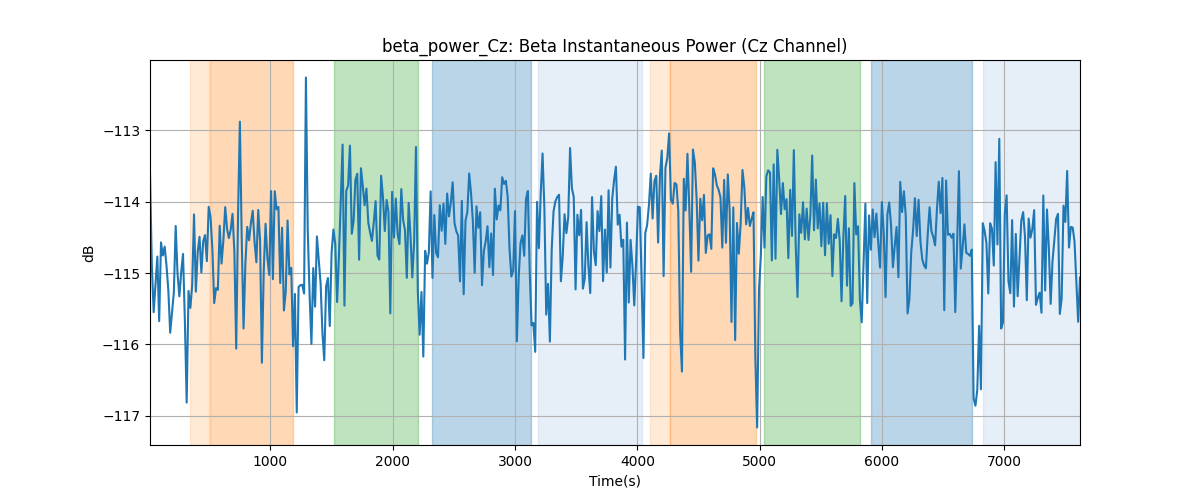 beta_power_Cz: Beta Instantaneous Power (Cz Channel)
dB
−113
−114
−115
−116
−117
1000 2000 3000 4000 5000 6000 7000
Time(s)